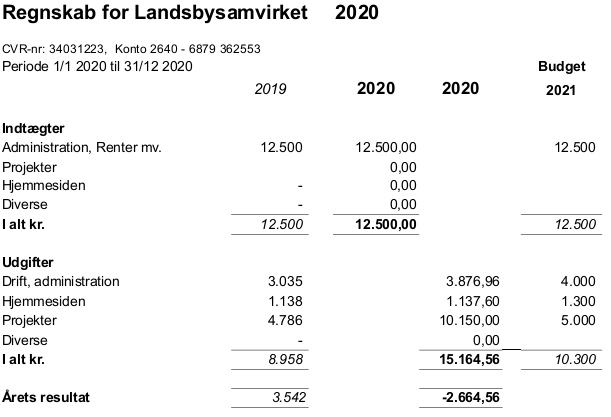 Regnskab for Landsbysamvirket 2020
CVR-nr: 34031223, Konto 2640 - 6879 362553
Periode 1/1 2020 til 31/12 2020 Budget
2019 2020 2020 2021
Indtægter
Administration, Renter mv. 12.500 12.500,00 12.500
Projekter 0,00
Hjemmesiden - 0,00
Diverse - 0,00
I alt kr. 12.500 12.500,00 12.500
Udgifter
Drift, administration 3.035 3.876,96 4.000
Hjemmesiden 1.138 1.137,60 1.300
Projekter 4.786 10.150,00 5.000
Diverse - 0,00
I alt kr. 8.958 15.164,56 10.300
Årets resultat 3.542 -2.664,56